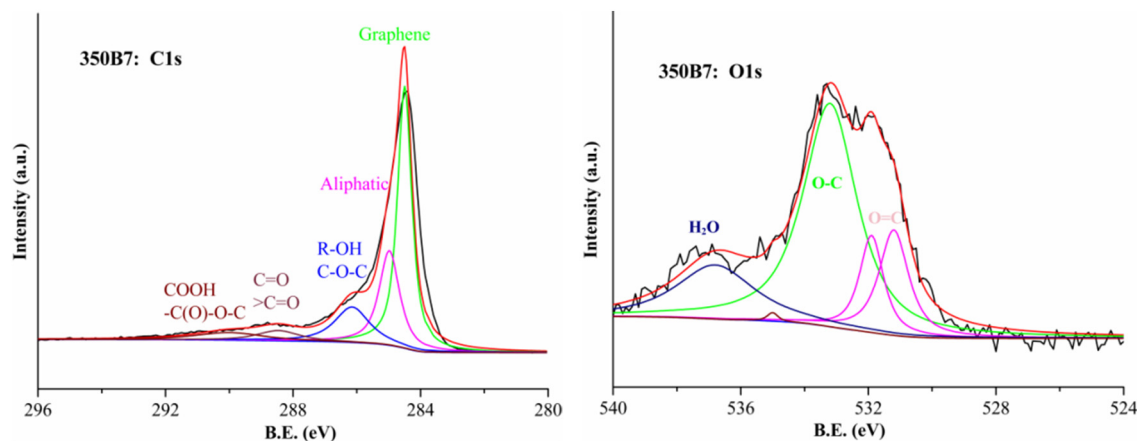 350B7:  C1s
Graphene
Aliphatic
R-OH
C-O-C
C=O
>C=O
COOH
-C(O)-O-C
Intensity (a.u.)
296 292 288 284 280
B.E. (eV)
350B7:  O1s
O-C
O=C
H₂O
Intensity (a.u.)
540 536 532 528 524
B.E. (eV)